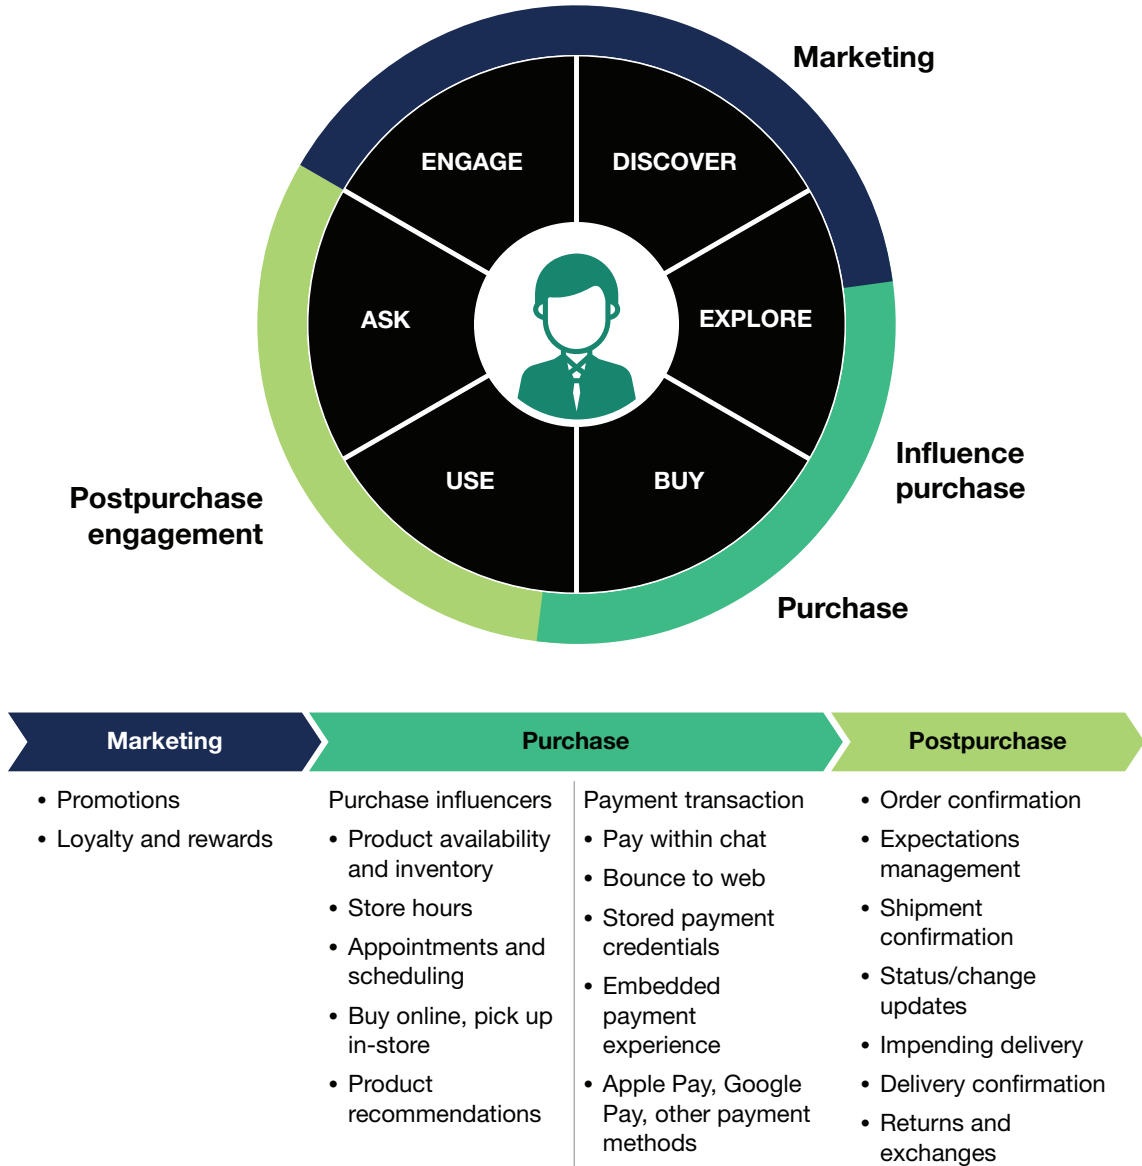 Marketing
ENGAGE
DISCOVER
ASK
EXPLORE
USE
BUY
Influence
purchase
Postpurchase
engagement
Purchase
Marketing
Purchase
Postpurchase
• Promotions
• Loyalty and rewards
Purchase influencers
• Product availability
and inventory
• Store hours
• Appointments and
scheduling
• Buy online, pick up
in-store
• Product
recommendations
Payment transaction
• Pay within chat
• Bounce to web
• Stored payment
credentials
• Embedded
payment
experience
• Apple Pay, Google
Pay, other payment
methods
• Order confirmation
• Expectations
management
• Shipment
confirmation
• Status/change
updates
• Impending delivery
• Delivery confirmation
• Returns and
exchanges